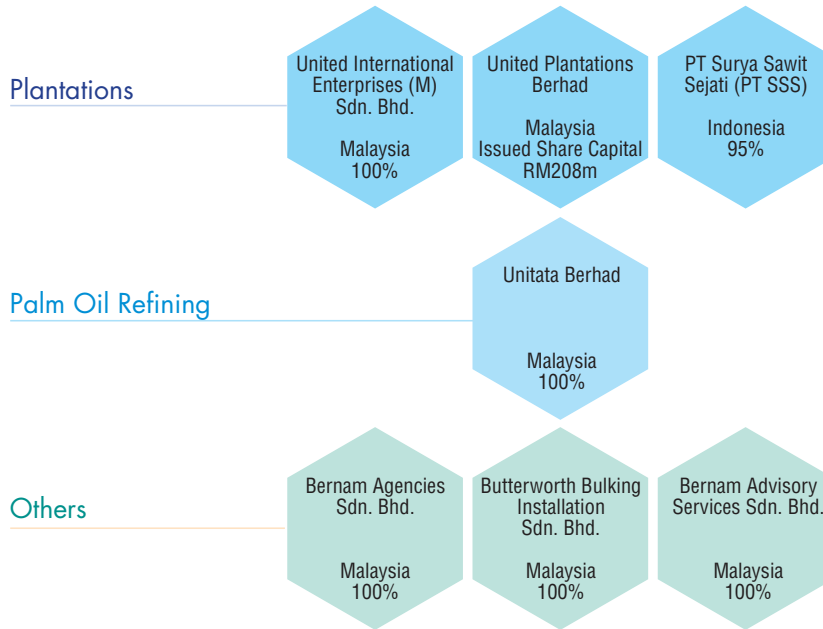 Plantations
United International
Enterprises (M)
Sdn. Bhd.
Malaysia
100%
United Plantations
Berhad
Malaysia
Issued Share Capital
RM208m
PT Surya Sawit
Sejati (PT SSS)
Indonesia
95%
Palm Oil Refining
Unitata Berhad
Malaysia
100%
Others
Bernam Agencies
Sdn. Bhd.
Malaysia
100%
Butterworth Bulking
Installation
Sdn. Bhd.
Malaysia
100%
Bernam Advisory
Services Sdn. Bhd.
Malaysia
100%